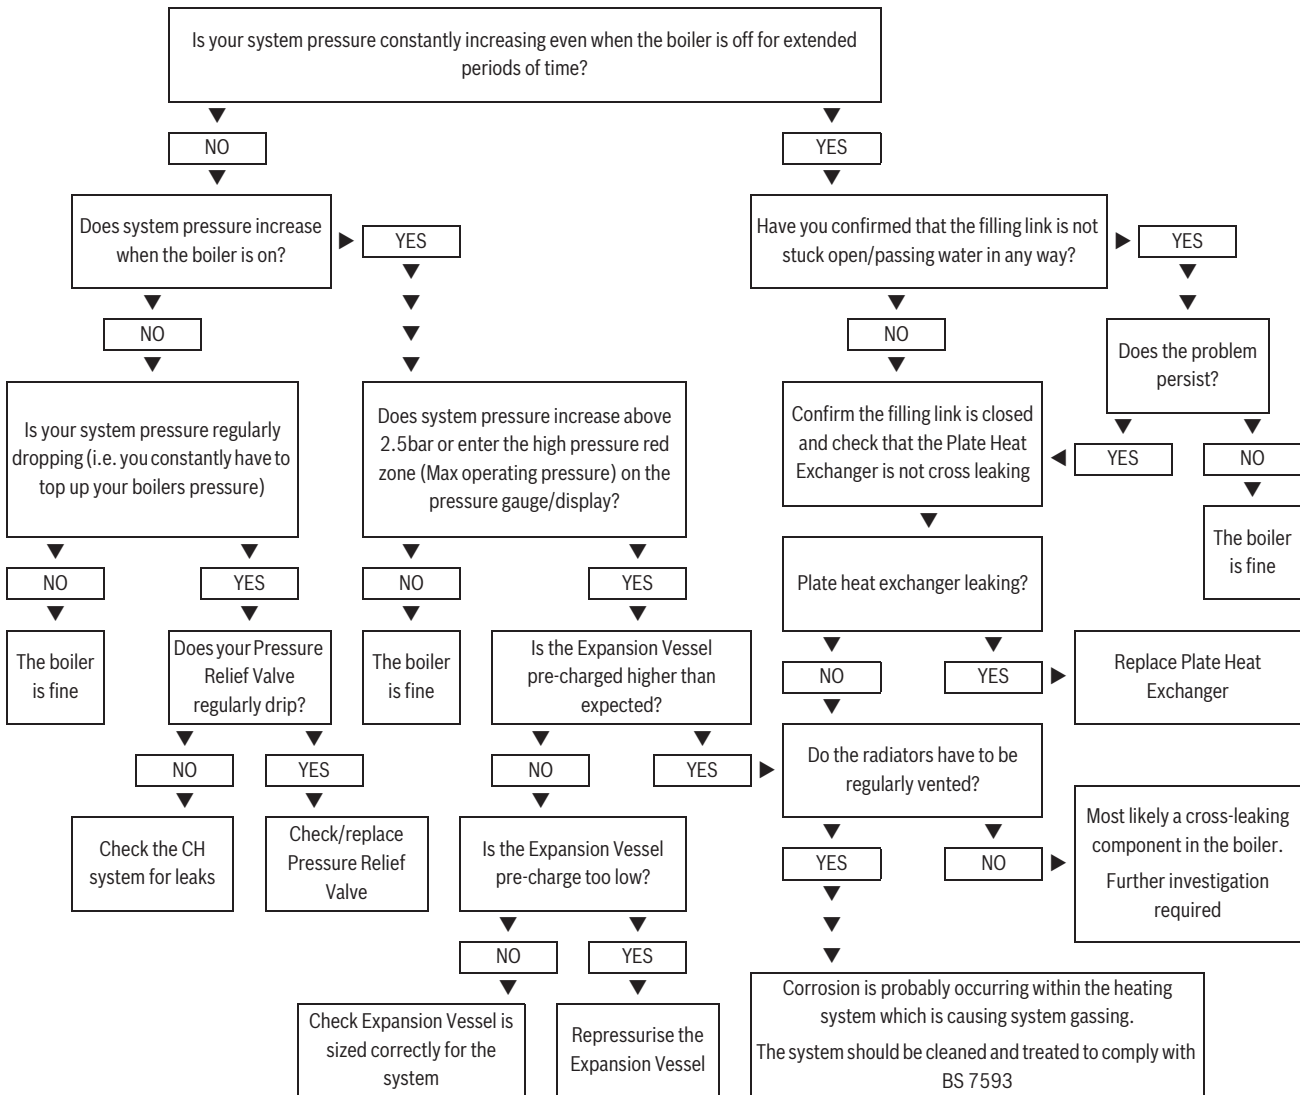 Is your system pressure constantly increasing even when the boiler is off for extended
periods of time?
NO
YES
Does system pressure increase
when the boiler is on?
YES
Have you confirmed that the filling link is not
stuck open/passing water in any way?
YES
NO
NO
Does the problem
persist?
Is your system pressure regularly
dropping (i.e. you constantly have to
top up your boilers pressure)
Does system pressure increase above
2.5bar or enter the high pressure red
zone (Max operating pressure) on the
pressure gauge/display?
Confirm the filling link is closed
and check that the Plate Heat
Exchanger is not cross leaking
YES
NO
The boiler
is fine
NO
YES
NO
YES
Plate heat exchanger leaking?
The boiler
is fine
Does your Pressure
Relief Valve
regularly drip?
The boiler
is fine
Is the Expansion Vessel
pre-charged higher than
expected?
NO
YES
Replace Plate Heat
Exchanger
NO
YES
NO
YES
Do the radiators have to be
regularly vented?
Check the CH
system for leaks
Check/replace
Pressure Relief
Valve
Is the Expansion Vessel
pre-charge too low?
YES
NO
Most likely a cross-leaking
component in the boiler.
Further investigation
required
NO
YES
Check Expansion Vessel is
sized correctly for the
system
Repressurise the
Expansion Vessel
Corrosion is probably occurring within the heating
system which is causing system gassing.
The system should be cleaned and treated to comply with
BS 7593